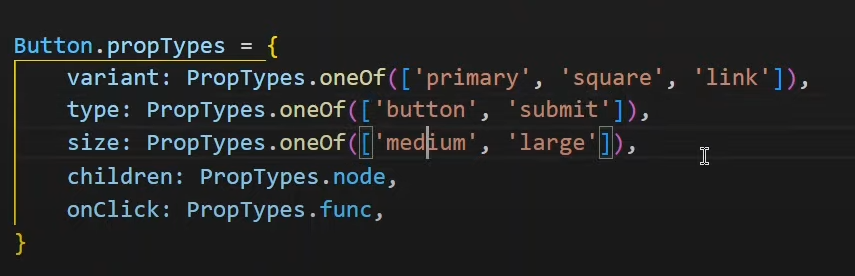 Button.propTypes = {
    variant: PropTypes.oneOf(['primary', 'square', 'link']),
    type: PropTypes.oneOf(['button', 'submit']),
    size: PropTypes.oneOf(['medium', 'large']),
    children: PropTypes.node,
    onClick: PropTypes.func,
}